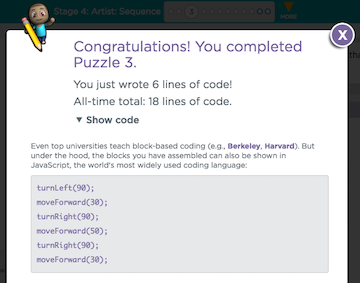 Stage 4: Artist: Sequence
3
MORE
X
Congratulations! You completed
Puzzle 3.
You just wrote 6 lines of code!
All-time total: 18 lines of code.
▼ Show code
Even top universities teach block-based coding (e.g., Berkeley, Harvard). But
under the hood, the blocks you have assembled can also be shown in
JavaScript, the world's most widely used coding language:
turnLeft(90);
moveForward(30);
turnRight(90);
moveForward(50);
turnRight(90);
moveForward(30);